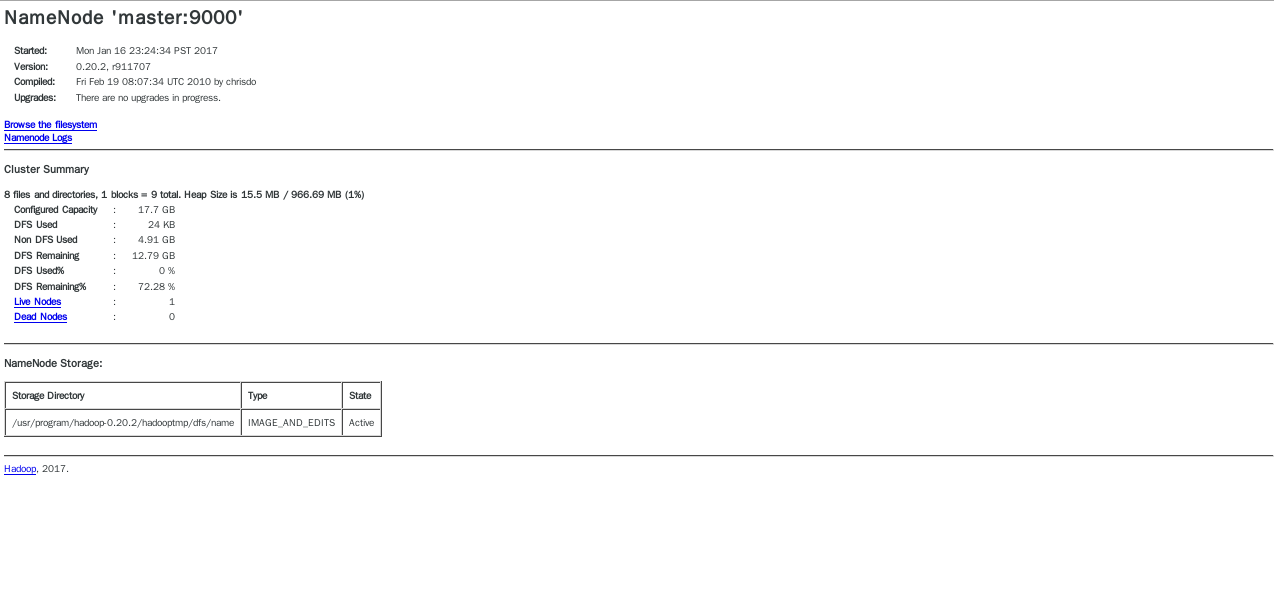 NameNode 'master:9000'
Started: Mon Jan 16 23:24:34 PST 2017
Version: 0.20.2, r911707
Compiled: Fri Feb 19 08:07:34 UTC 2010 by chrisdo
Upgrades: There are no upgrades in progress.
Browse the filesystem
Namenode Logs
Cluster Summary
8 files and directories, 1 blocks = 9 total. Heap Size is 15.5 MB / 966.69 MB (1%)
Configured Capacity : 17.7 GB
DFS Used : 24 KB
Non DFS Used : 4.91 GB
DFS Remaining : 12.79 GB
DFS Used% : 0 %
DFS Remaining% : 72.28 %
Live Nodes : 1
Dead Nodes : 0
NameNode Storage:
Storage Directory Type State
/usr/program/hadoop-0.20.2/hadooptmp/dfs/name IMAGE_AND_EDITS Active
Hadoop, 2017.